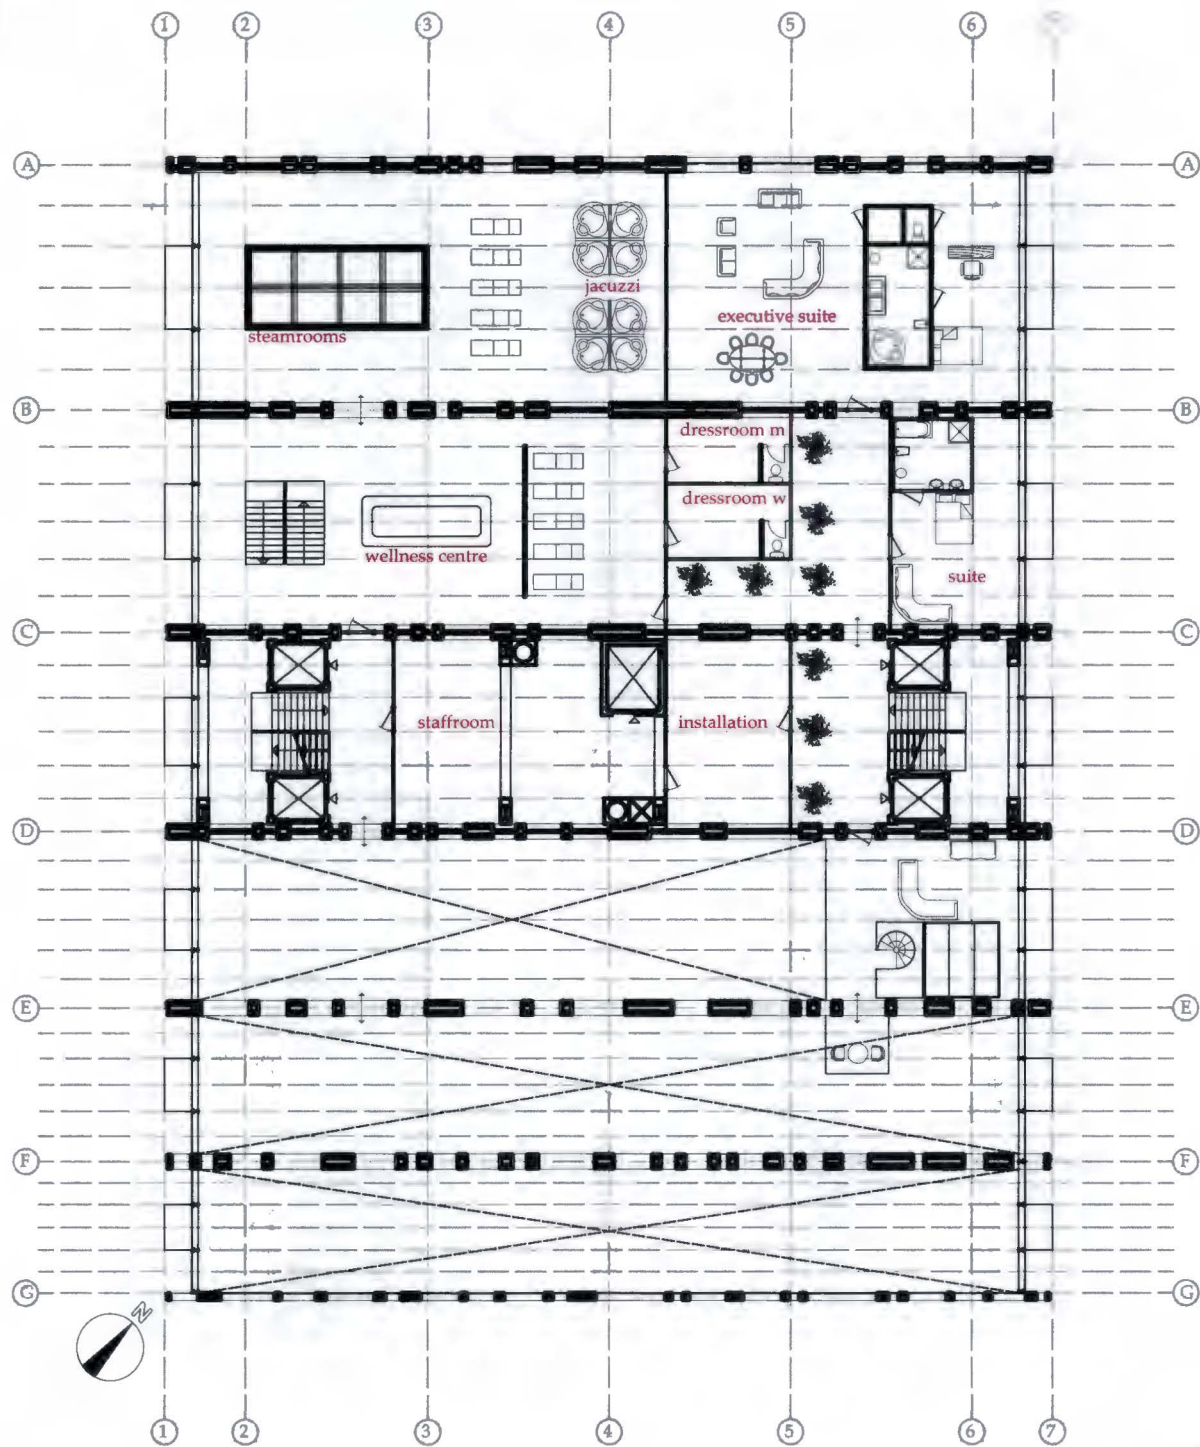 1 2 3 4 5 6
A A
jacuzzi
executive suite
steamrooms
B B
dressroom m
dressroom w
wellness centre
suite
C C
staffroom
installation
D D
E E
F F
G G
N
1 2 3 4 5 6 7